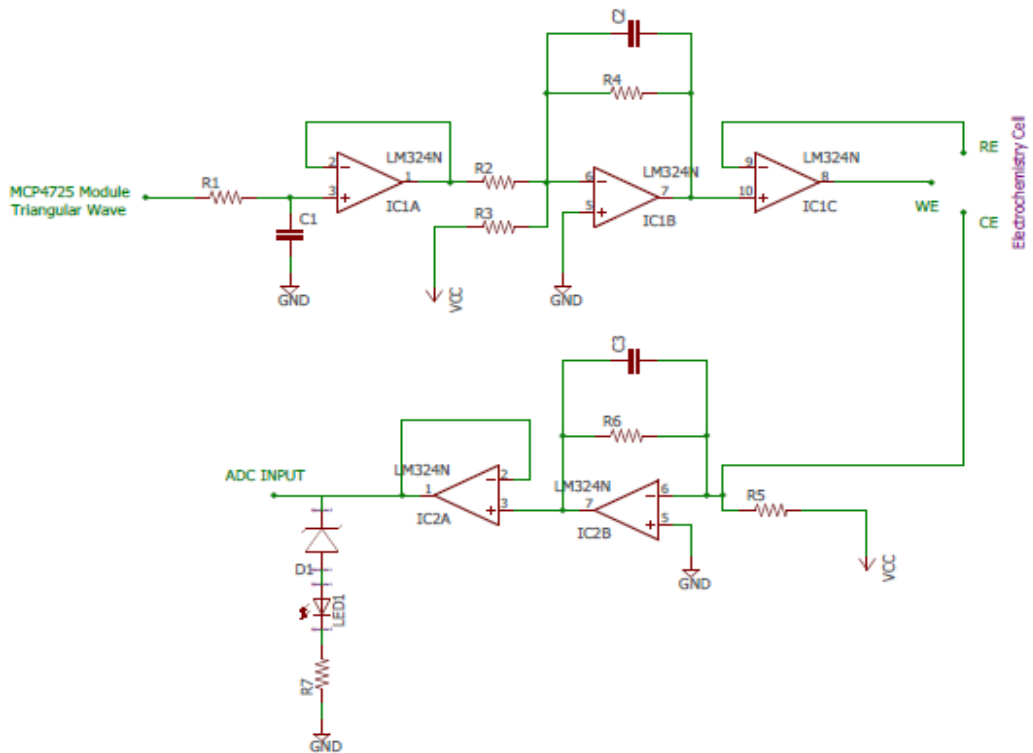 C2
R4
2
LM324N
3
1
IC1A
MCP4725 Module
Triangular Wave
R1
C1
GND
R2
R3
VCC
6
LM324N
5
7
IC1B
GND
9
LM324N
10
8
IC1C
RE
WE
CE
Electrochemistry Cell
C3
R6
ADC INPUT
LM324N
2
1
3
IC2A
LM324N
6
7
5
IC2B
GND
R5
VCC
D1
LED1
R7
GND